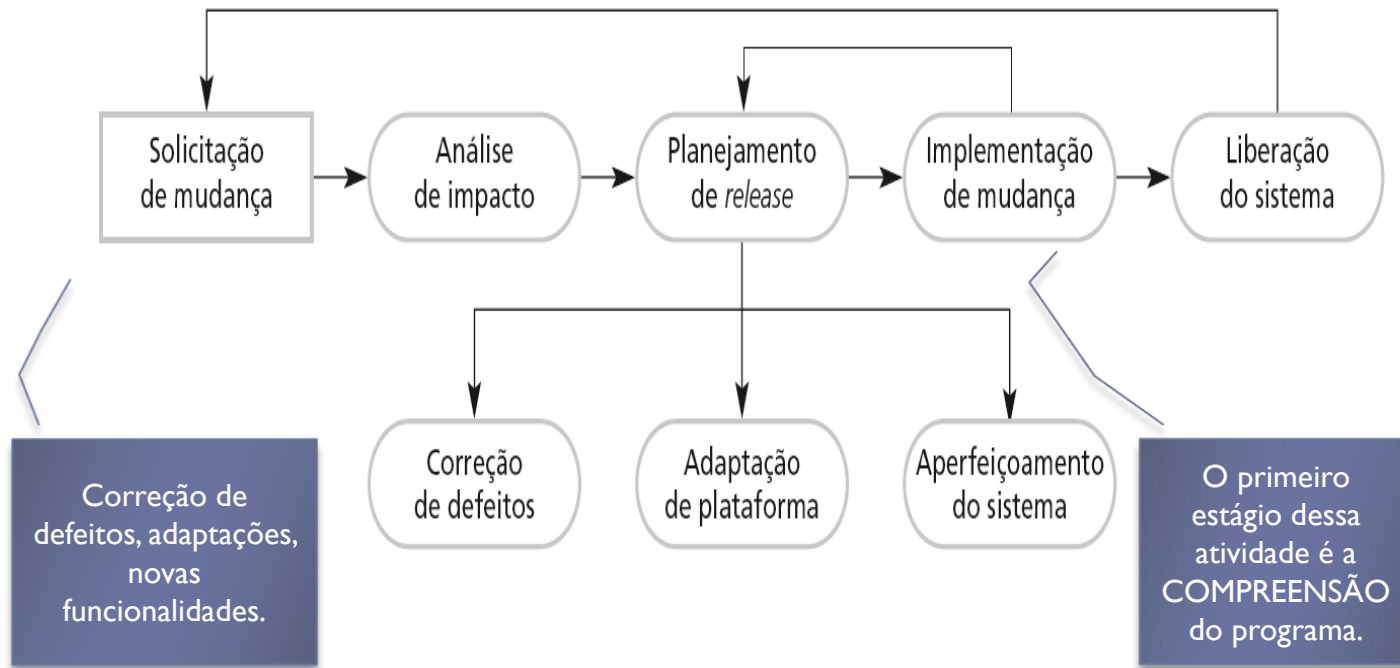 Solicitação
de mudança
Análise
de impacto
Planejamento
de release
Implementação
de mudança
Liberação
do sistema
Correção
de defeitos
Adaptação
de plataforma
Aperfeiçoamento
do sistema
Correção de
defeitos, adaptações,
novas
funcionalidades.
O primeiro
estágio dessa
atividade é a
COMPREENSÃO
do programa.